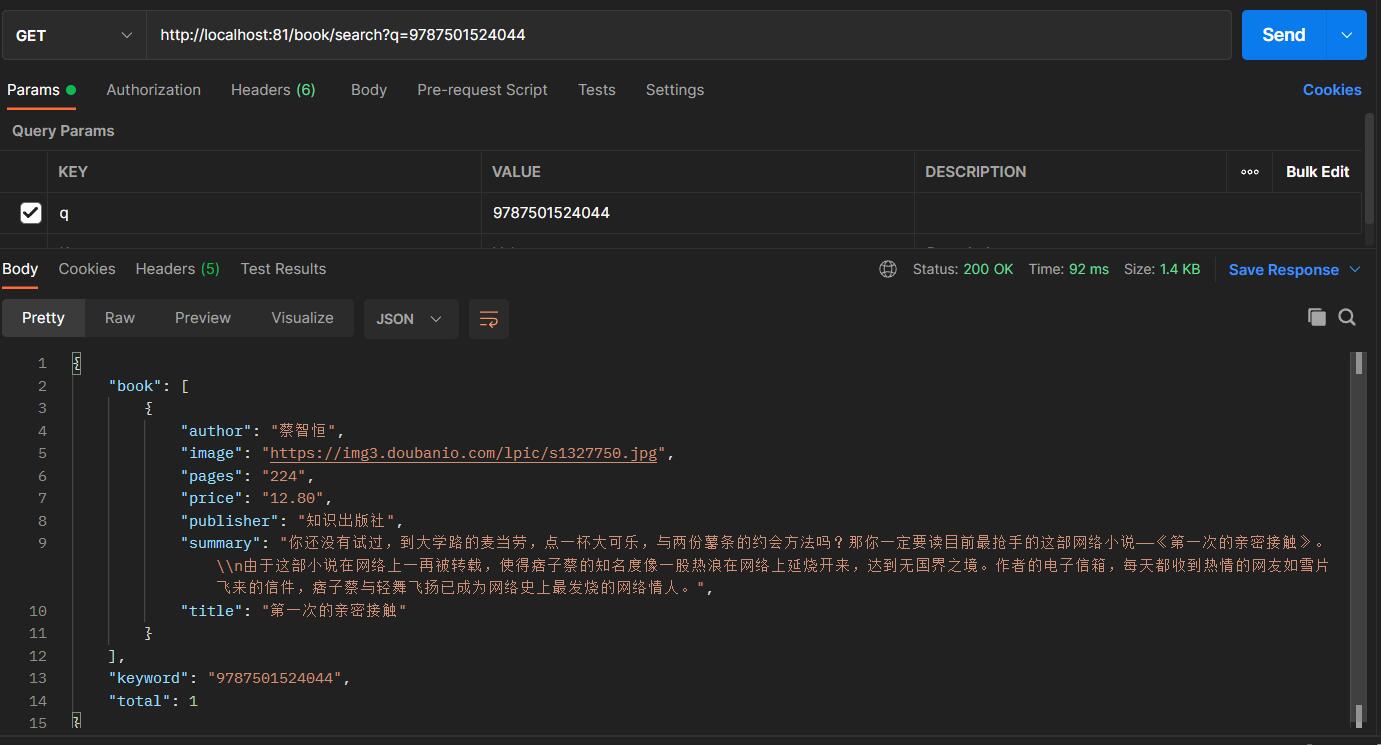 GET http://localhost:81/book/search?q=9787501524044 Send
Params Authorization Headers (6) Body Pre-request Script Tests Settings Cookies
Query Params
KEY VALUE DESCRIPTION ooo Bulk Edit
q 9787501524044
Body Cookies Headers (5) Test Results Status: 200 OK Time: 92 ms Size: 1.4 KB Save Response
Pretty Raw Preview Visualize JSON
1 {
2 "book": [
3 {
4 "author": "蔡智恒",
5 "image": "https://img3.doubanio.com/lpic/s1327750.jpg",
6 "pages": "224",
7 "price": "12.80",
8 "publisher": "知识出版社",
9 "summary": "你还没有试过，到大学路的麦当劳，点一杯大可乐，与两份薯条的约会方法吗？那你一定要读目前最抢手的这部网络小说—《第一次的亲密接触》。
\\n由于这部小说在网络上一再被转载，使得痞子蔡的知名度像一股热浪在网络上延烧开来，达到无国界之境。作者的电子信箱，每天都收到热情的网友如雪片
飞来的信件，痞子蔡与轻舞飞扬已成为网络史上最发烧的网络情人。",
10 "title": "第一次的亲密接触"
11 }
12 ],
13 "keyword": "9787501524044",
14 "total": 1
15 }